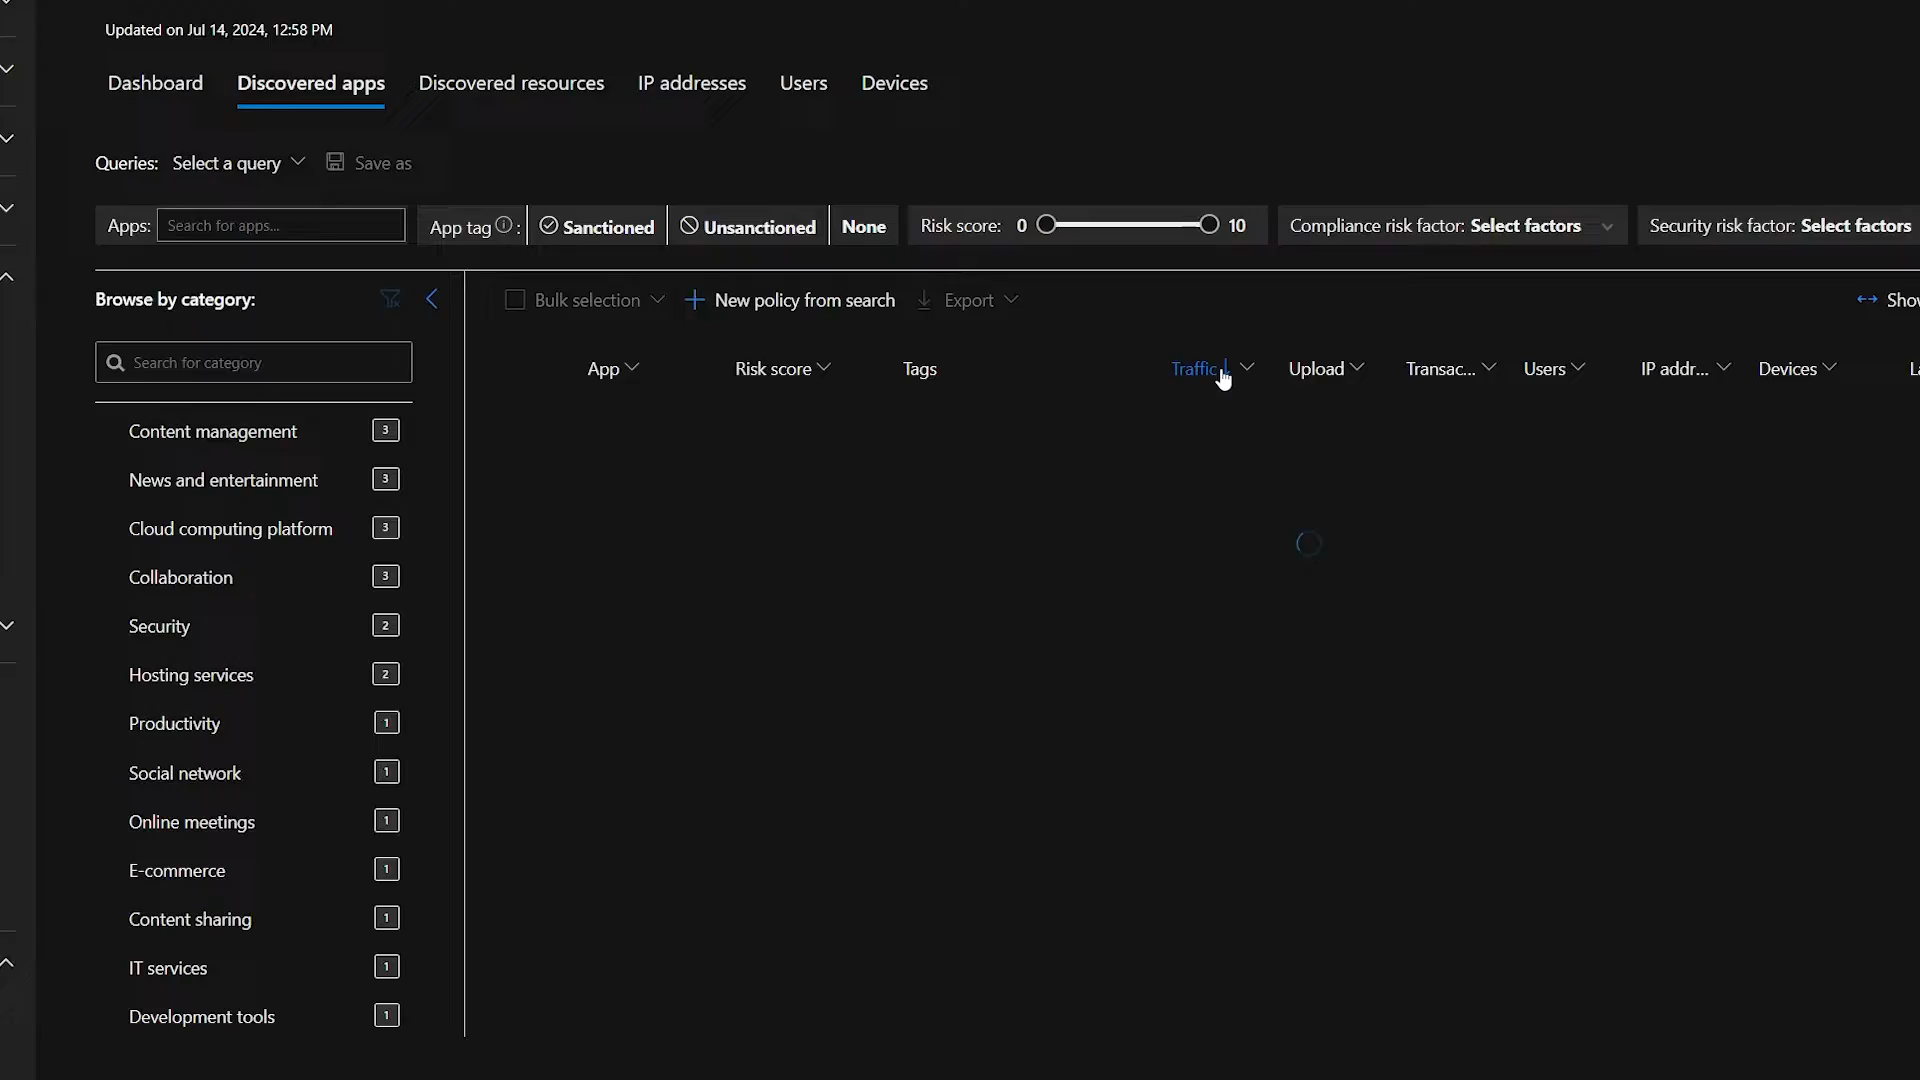 Updated on Jul 14, 2024, 12:58 PM
Dashboard Discovered apps Discovered resources IP addresses Users Devices
Queries: Select a query Save as
Apps: Search for apps... App tag : Sanctioned Unsanctioned None Risk score: 0 10 Compliance risk factor: Select factors Security risk factor: Select factors
Browse by category: Bulk selection New policy from search Export
Search for category
App Risk score Tags Traffic Upload Transac... Users IP addr... Devices
Content management 3
News and entertainment 3
Cloud computing platform 3
Collaboration 3
Security 2
Hosting services 2
Productivity 1
Social network 1
Online meetings 1
E-commerce 1
Content sharing 1
IT services 1
Development tools 1